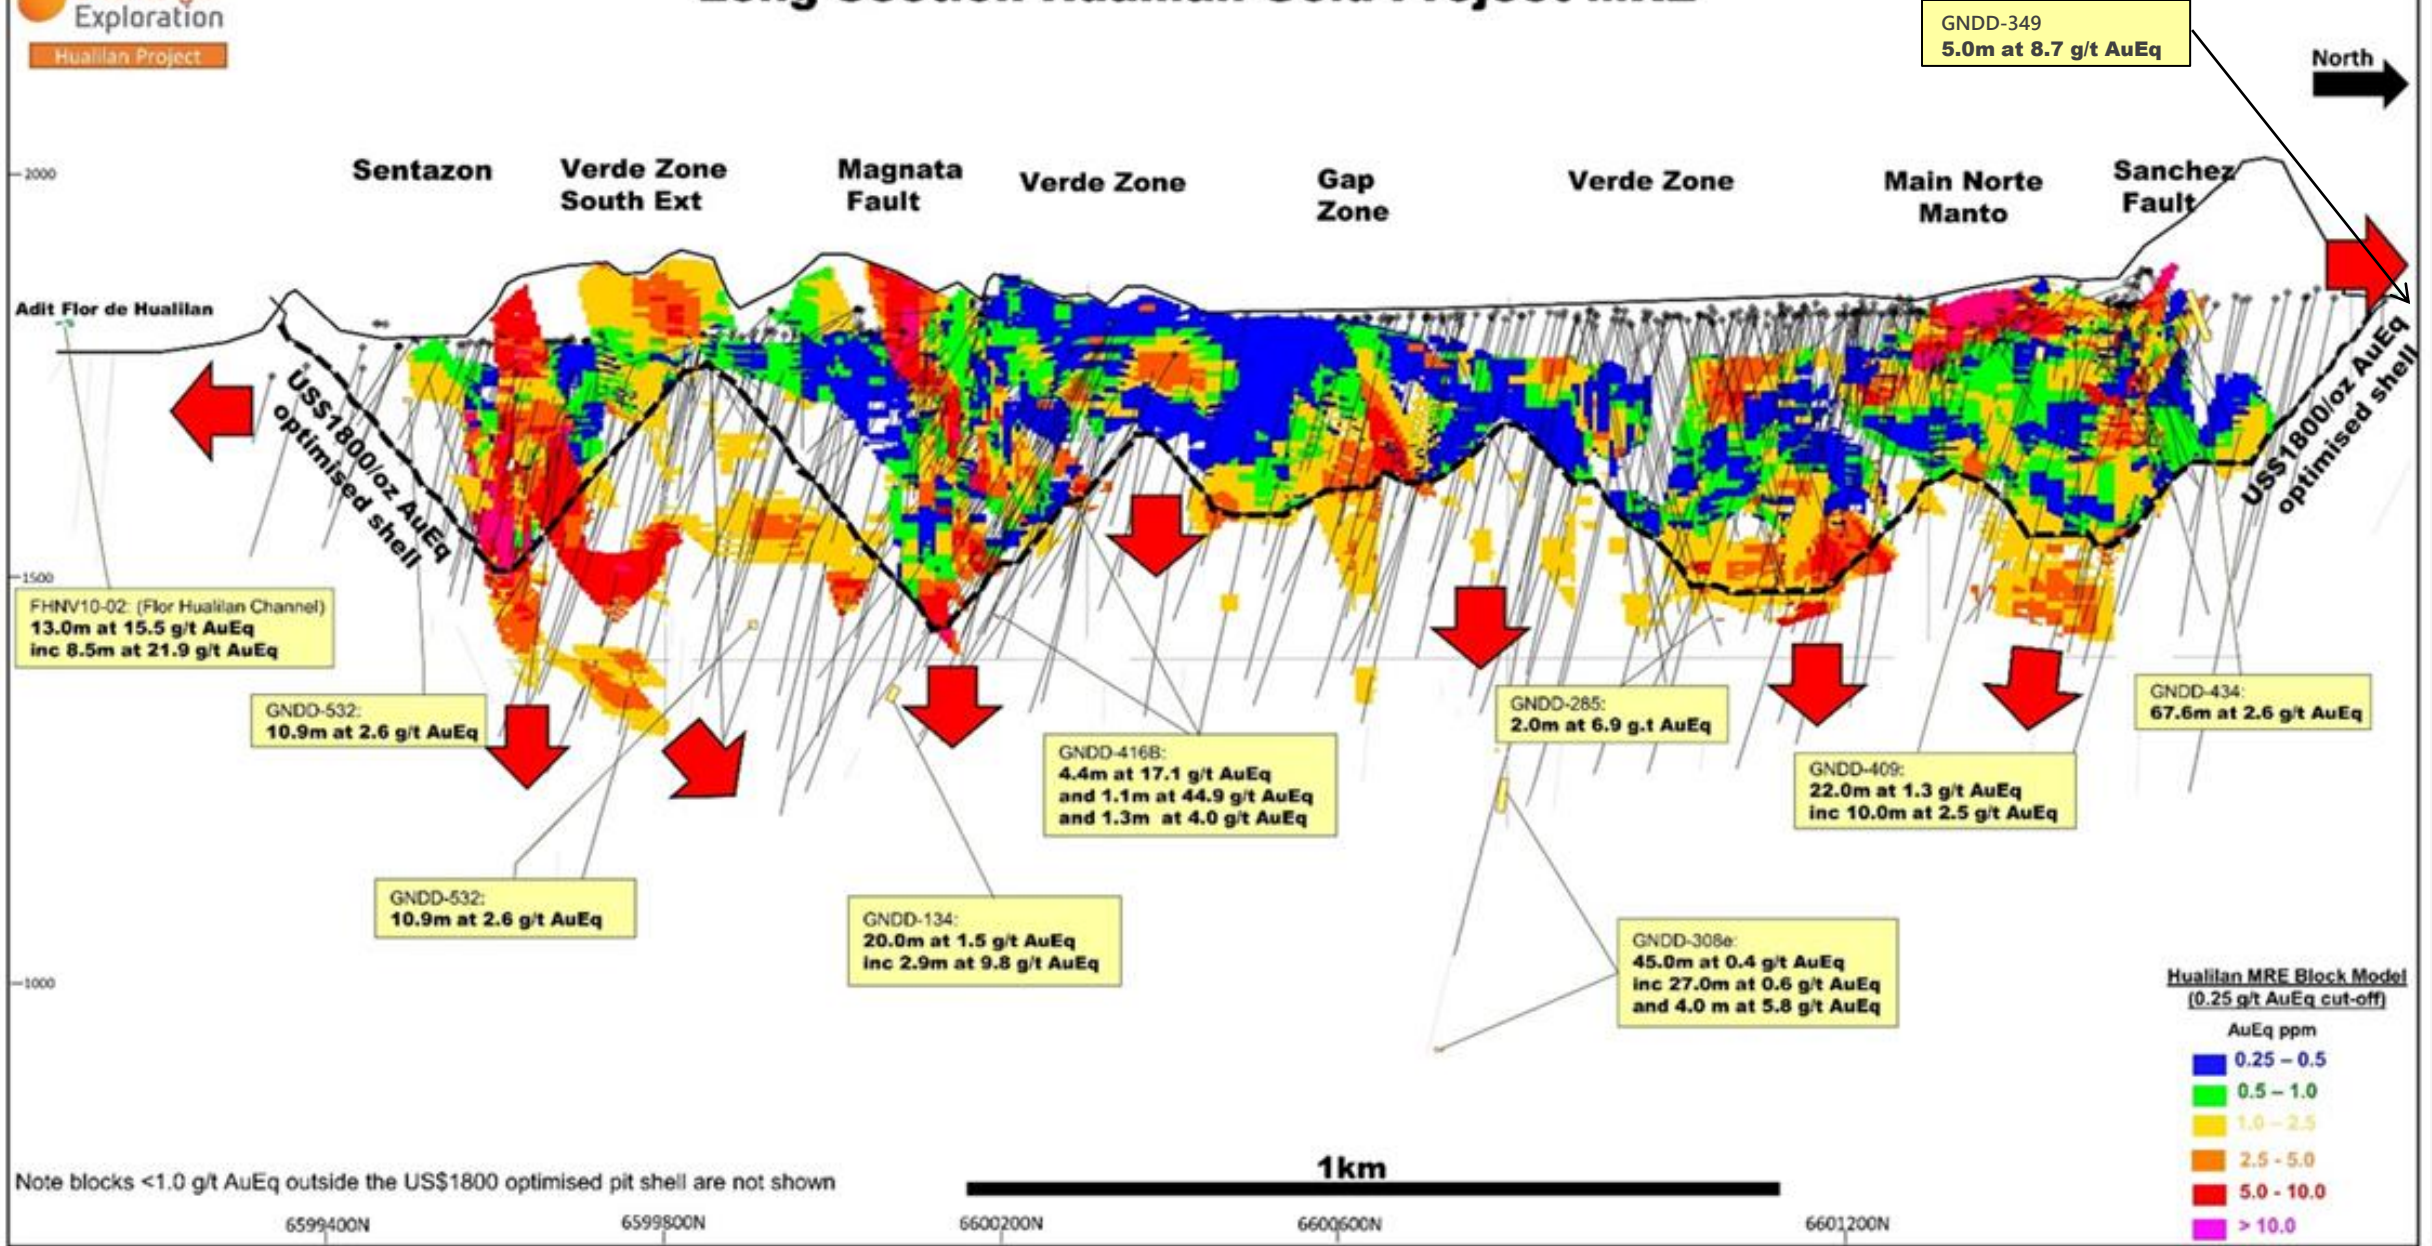 Exploration
Hualilan Project
Long Section Hualilan Gold Project MRE
GNDD-349
5.0m at 8.7 g/t AuEq
North
2000
Sentazon
Verde Zone
South Ext
Magnata
Fault
Verde Zone
Gap
Zone
Verde Zone
Main Norte
Manto
Sanchez
Fault
Adit Flor de Hualilan
US$1800/oz AuEq
optimised shell
US$1800/oz AuEq
optimised shell
1500
FHNV10-02: (Flor Hualilan Channel)
13.0m at 15.5 g/t AuEq
inc 8.5m at 21.9 g/t AuEq
GNDD-532:
10.9m at 2.6 g/t AuEq
GNDD-416B:
4.4m at 17.1 g/t AuEq
and 1.1m at 44.9 g/t AuEq
and 1.3m at 4.0 g/t AuEq
GNDD-285:
2.0m at 6.9 g.t AuEq
GNDD-409:
22.0m at 1.3 g/t AuEq
inc 10.0m at 2.5 g/t AuEq
GNDD-434:
67.6m at 2.6 g/t AuEq
GNDD-532:
10.9m at 2.6 g/t AuEq
GNDD-134:
20.0m at 1.5 g/t AuEq
inc 2.9m at 9.8 g/t AuEq
GNDD-308e:
45.0m at 0.4 g/t AuEq
inc 27.0m at 0.6 g/t AuEq
and 4.0 m at 5.8 g/t AuEq
1000
Hualilan MRE Block Model
(0.25 g/t AuEq cut-off)
AuEq ppm
0.25 – 0.5
0.5 – 1.0
1.0 – 2.5
2.5 - 5.0
5.0 - 10.0
> 10.0
1km
Note blocks <1.0 g/t AuEq outside the US$1800 optimised pit shell are not shown
6599400N
6599800N
6600200N
6600600N
6601200N